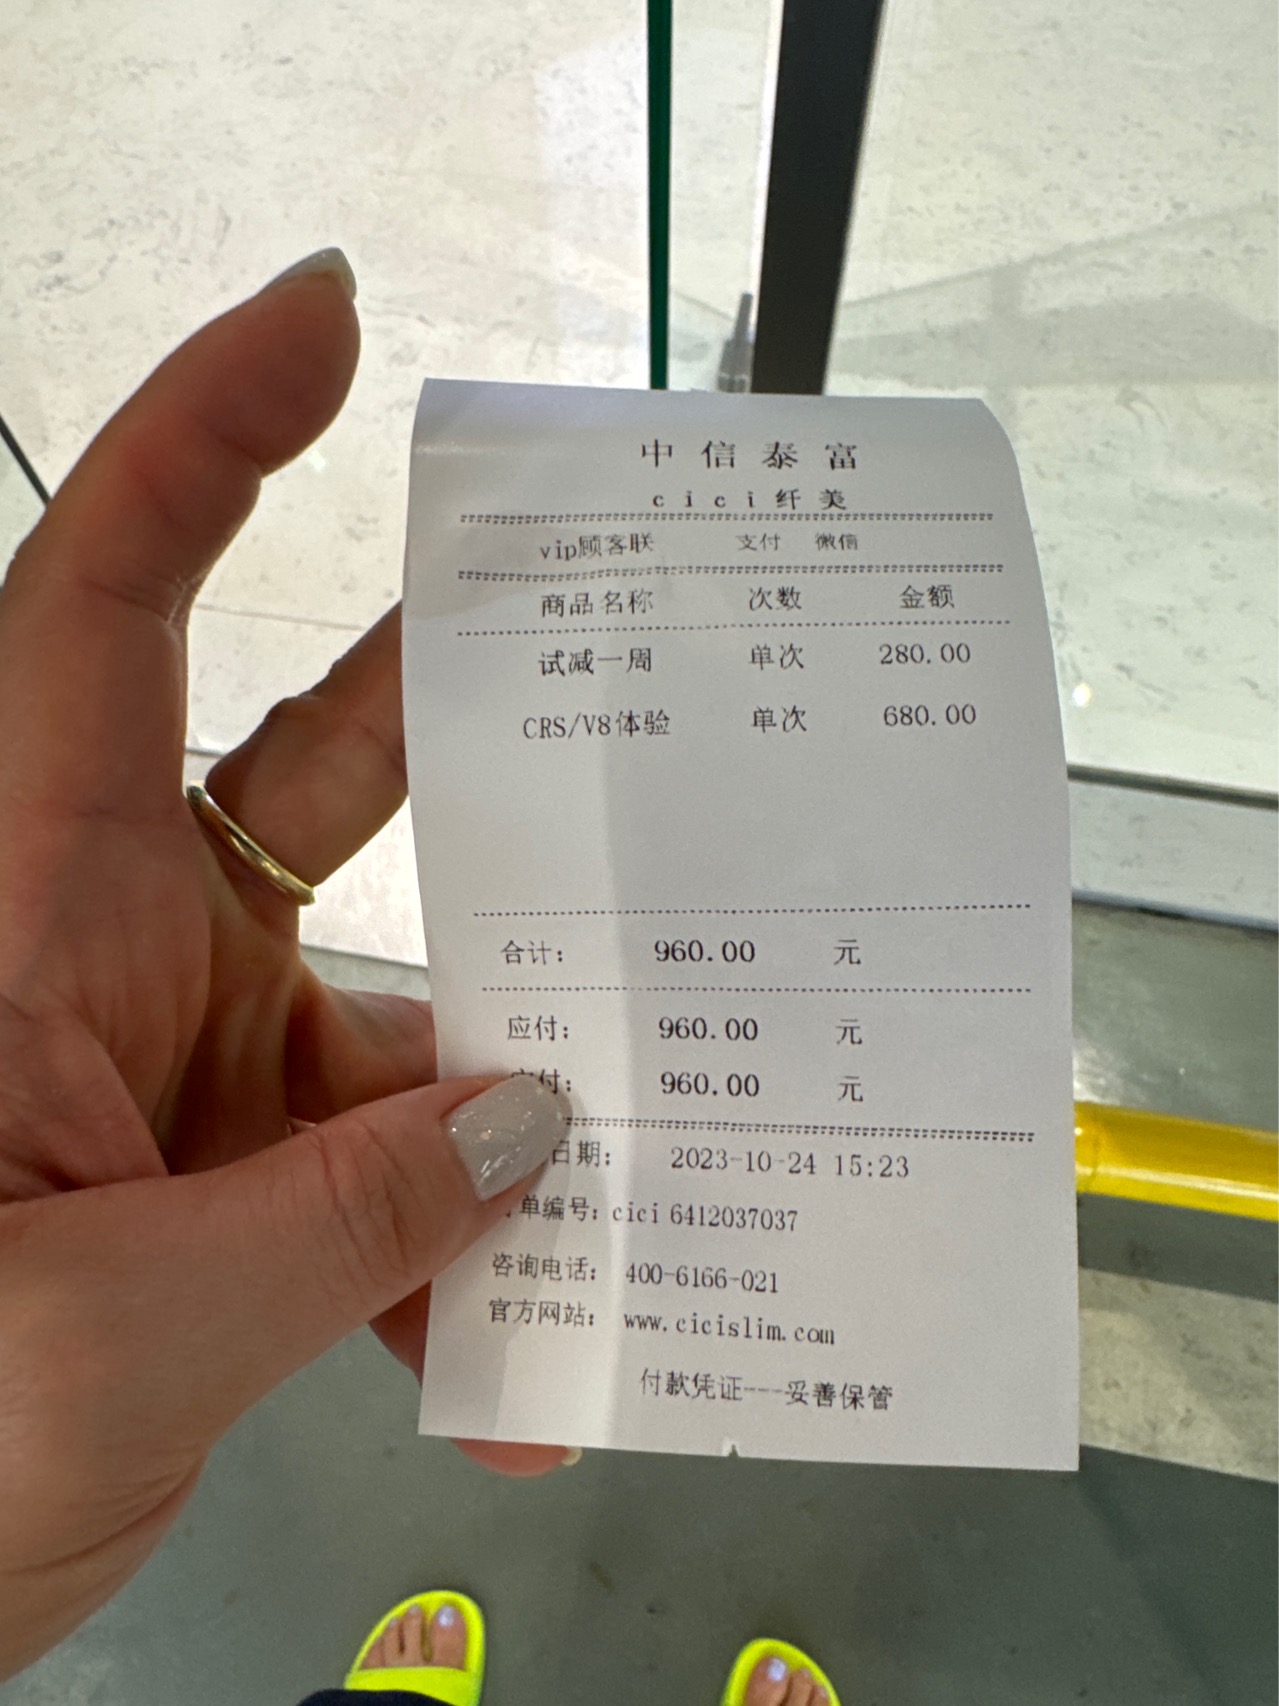 中信泰富
cici纤美
vip顾客联 支付 微信
商品名称 次数 金额
试减一周 单次 280.00
CRS/V8体验 单次 680.00
合计： 960.00 元
应付： 960.00 元
付： 960.00 元
日期： 2023-10-24 15:23
单编号：cici 6412037037
咨询电话： 400-6166-021
官方网站： www.cicislim.com
付款凭证---妥善保管